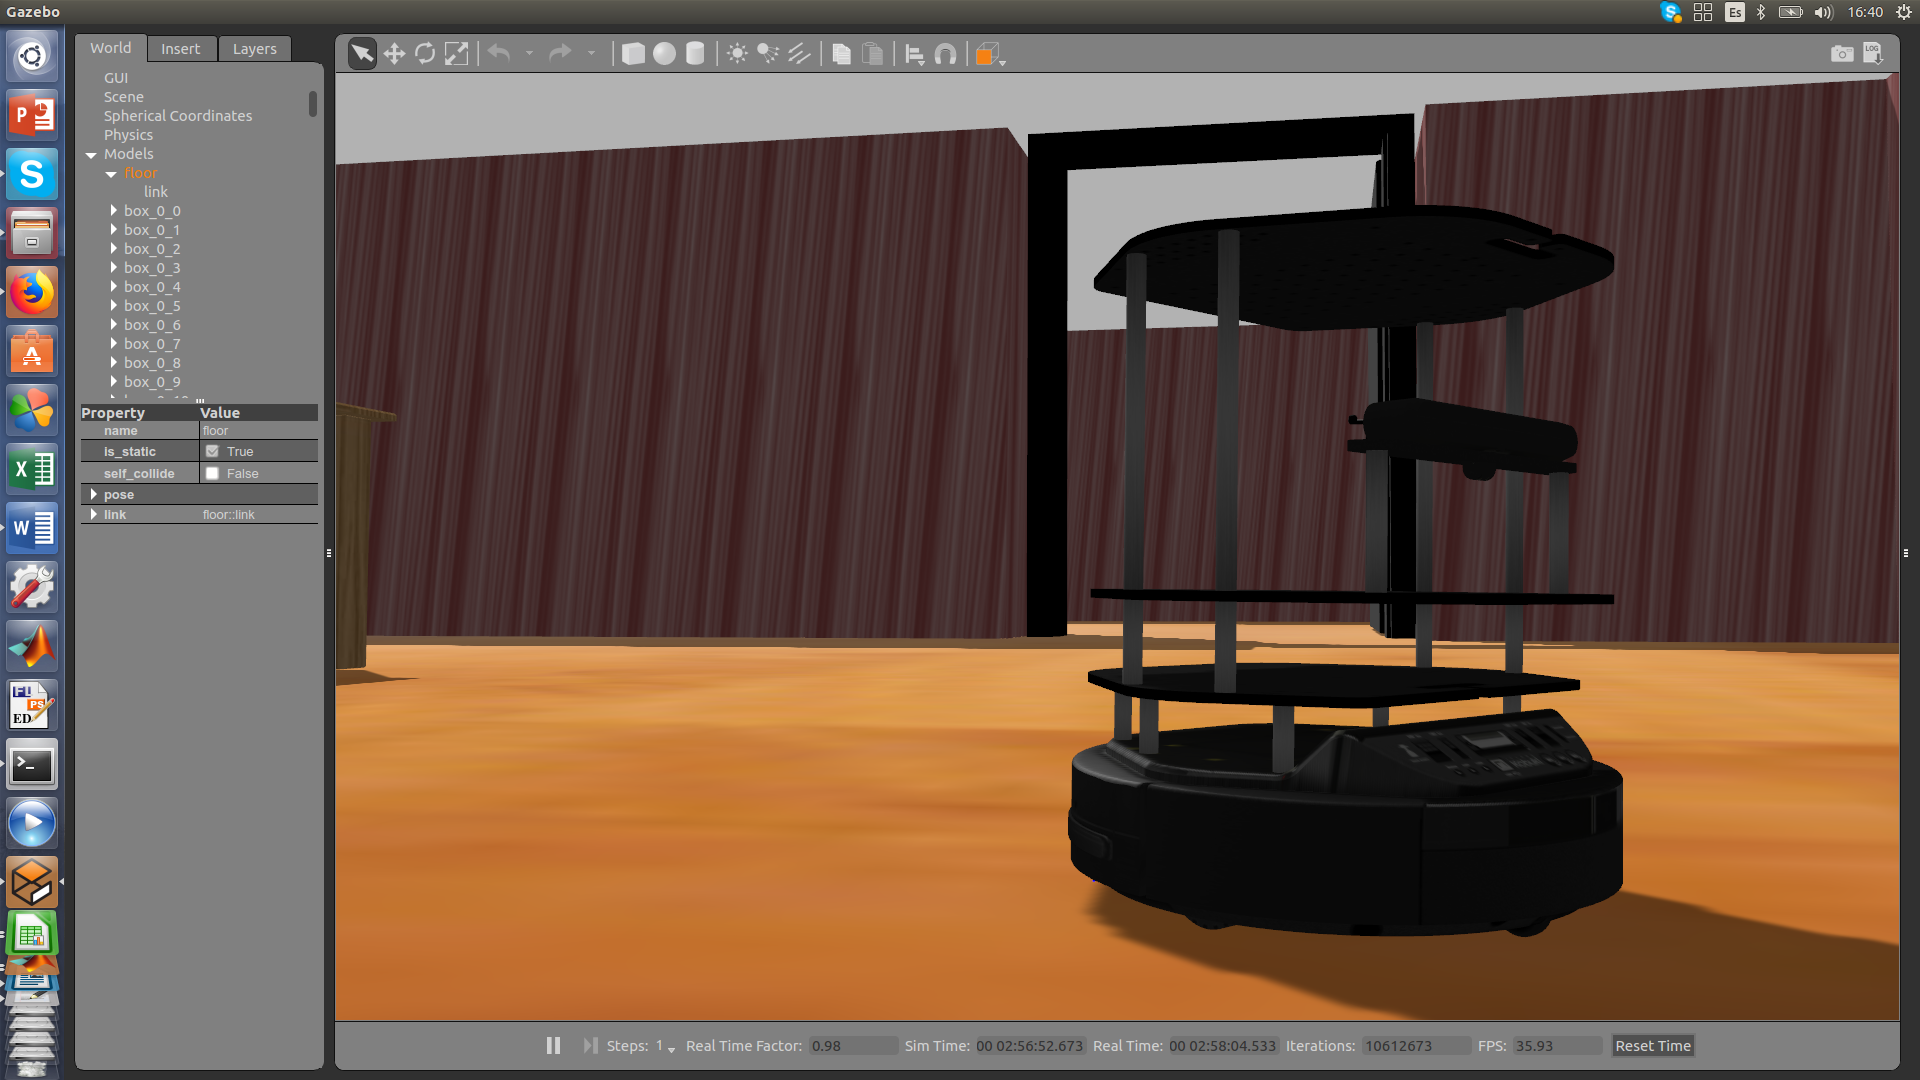 Gazebo
Es
16:40
World Insert Layers
LOG
GUI
Scene
Spherical Coordinates
Physics
Models
floor
link
box_0_0
box_0_1
box_0_2
box_0_3
box_0_4
box_0_5
box_0_6
box_0_7
box_0_8
box_0_9
Property Value
name floor
is_static True
self_collide False
pose
link floor::link
Steps: 1 Real Time Factor: 0.98 Sim Time: 00 02:56:52.673 Real Time: 00 02:58:04.533 Iterations: 10612673 FPS: 35.93 Reset Time